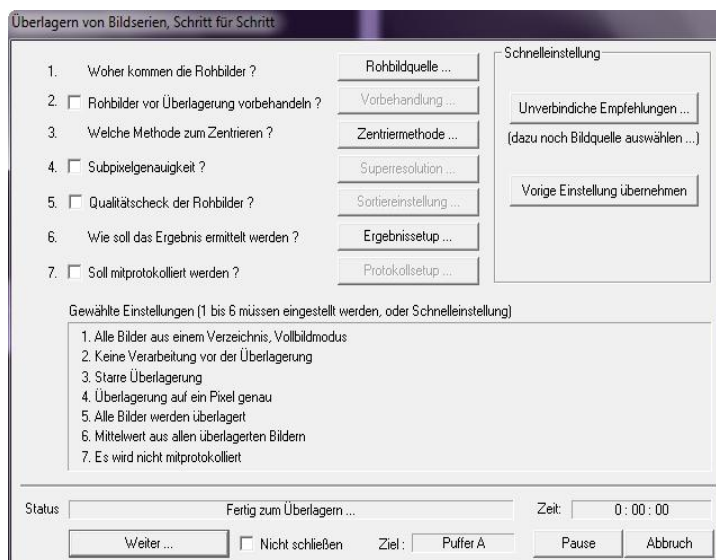 Überlagern von Bildserien, Schritt für Schritt
1. Woher kommen die Rohbilder ? Rohbildquelle ...
2. Rohbilder vor Überlagerung vorbehandeln ? Vorbehandlung ...
3. Welche Methode zum Zentrieren ? Zentriermethode ...
4. Subpixelgenauigkeit ? Superresolution ...
5. Qualitätscheck der Rohbilder ? Sortiereinstellung ...
6. Wie soll das Ergebnis ermittelt werden ? Ergebnissetup ...
7. Soll mitprotokolliert werden ? Protokollsetup ...
Schnelleinstellung
Unverbindiche Empfehlungen ...
(dazu noch Bildquelle auswählen ...)
Vorige Einstellung übernehmen
Gewählte Einstellungen (1 bis 6 müssen eingestellt werden, oder Schnelleinstellung)
1. Alle Bilder aus einem Verzeichnis, Vollbildmodus
2. Keine Verarbeitung vor der Überlagerung
3. Starre Überlagerung
4. Überlagerung auf ein Pixel genau
5. Alle Bilder werden überlagert
6. Mittelwert aus allen überlagerten Bildern
7. Es wird nicht mitprotokolliert
Status Fertig zum Überlagern ... Zeit: 0 : 00 : 00
Weiter ... Nicht schließen Ziel : Puffer A Pause Abbruch